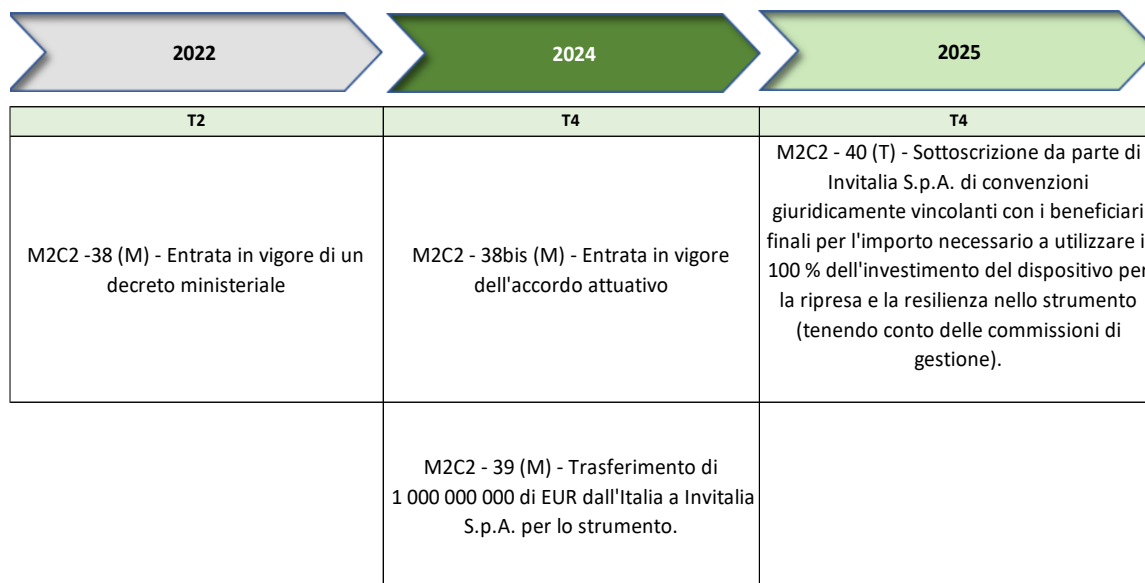 2022
2024
2025
T2
T4
T4
M2C2 -38 (M) - Entrata in vigore di un
decreto ministeriale
M2C2 - 38bis (M) - Entrata in vigore
dell'accordo attuativo
M2C2 - 40 (T) - Sottoscrizione da parte di
Invitalia S.p.A. di convenzioni
giuridicamente vincolanti con i beneficiari
finali per l'importo necessario a utilizzare i
100 % dell'investimento del dispositivo per
la ripresa e la resilienza nello strumento
(tenendo conto delle commissioni di
gestione).
M2C2 - 39 (M) - Trasferimento di
1 000 000 000 di EUR dall'Italia a Invitalia
S.p.A. per lo strumento.